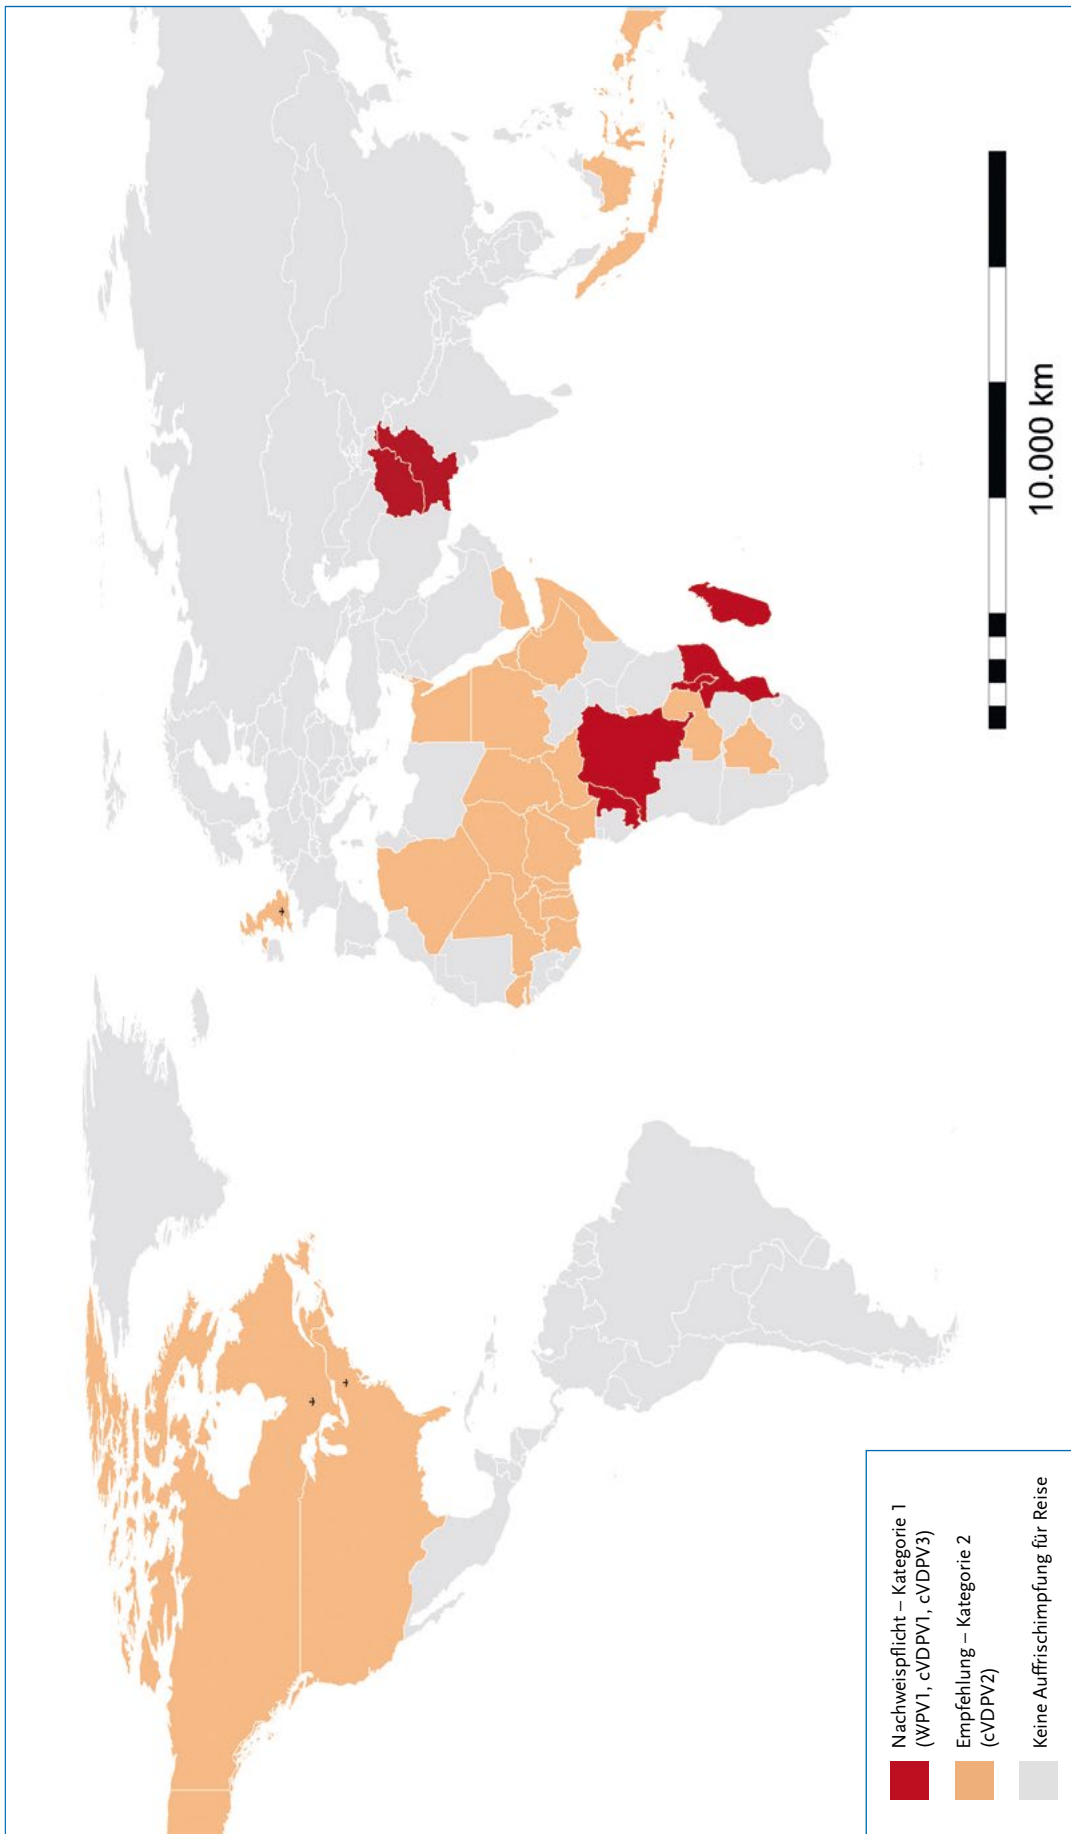 10.000 km
Nachweispflicht – Kategorie 1
(WPV1, cVDPV1, cVDPV3)
Empfehlung – Kategorie 2
(cVDPV2)
Keine Auffrischimpfung für Reise